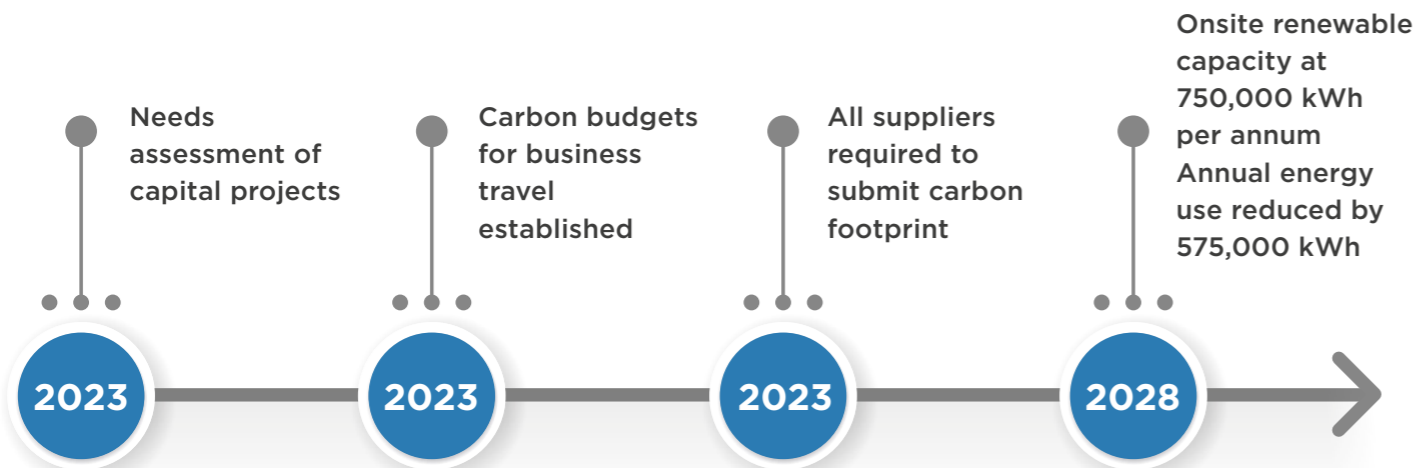 Needs
assessment of
capital projects
Carbon budgets
for business
travel
established
All suppliers
required to
submit carbon
footprint
Onsite renewable
capacity at
750,000 kWh
per annum
Annual energy
use reduced by
575,000 kWh
2023
2023
2023
2028